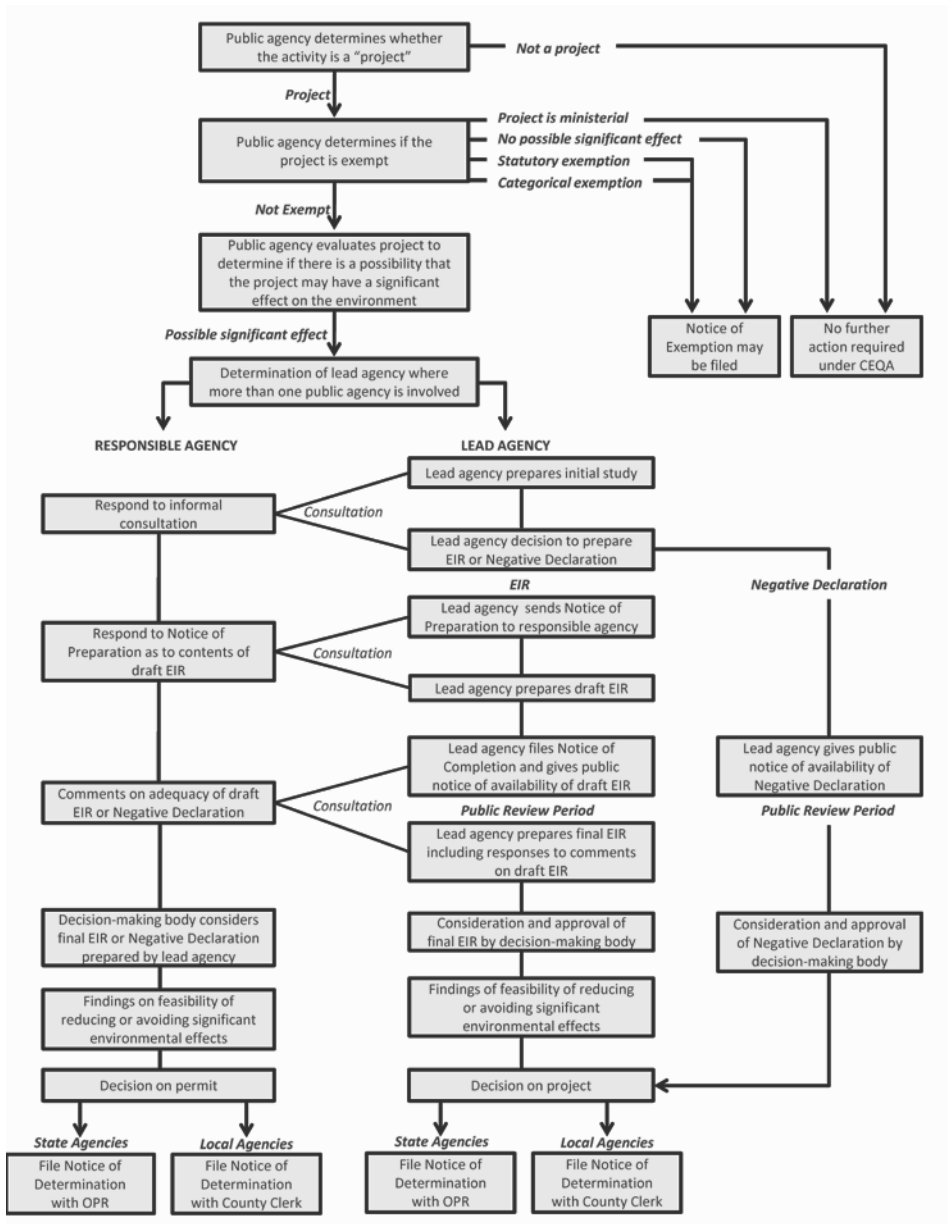 Public agency determines whether
the activity is a “project”
Not a project
Project
Public agency determines if the
project is exempt
Project is ministerial
No possible significant effect
Statutory exemption
Categorical exemption
Not Exempt
Public agency evaluates project to
determine if there is a possibility that
the project may have a significant
effect on the environment
Possible significant effect
Notice of
Exemption may
be filed
No further
action required
under CEQA
Determination of lead agency where
more than one public agency is involved
RESPONSIBLE AGENCY
LEAD AGENCY
Lead agency prepares initial study
Respond to informal
consultation
Consultation
Lead agency decision to prepare
EIR or Negative Declaration
EIR
Negative Declaration
Lead agency sends Notice of
Preparation to responsible agency
Respond to Notice of
Preparation as to contents of
draft EIR
Consultation
Lead agency prepares draft EIR
Lead agency files Notice of
Completion and gives public
notice of availability of draft EIR
Lead agency gives public
notice of availability of
Negative Declaration
Comments on adequacy of draft
EIR or Negative Declaration
Consultation
Public Review Period
Public Review Period
Lead agency prepares final EIR
including responses to comments
on draft EIR
Decision-making body considers
final EIR or Negative Declaration
prepared by lead agency
Consideration and approval of
final EIR by decision-making body
Consideration and approval
of Negative Declaration by
decision-making body
Findings on feasibility of
reducing or avoiding significant
environmental effects
Findings of feasibility of reducing
or avoiding significant
environmental effects
Decision on permit
Decision on project
State Agencies
Local Agencies
State Agencies
Local Agencies
File Notice of
Determination
with OPR
File Notice of
Determination
with County Clerk
File Notice of
Determination
with OPR
File Notice of
Determination
with County Clerk